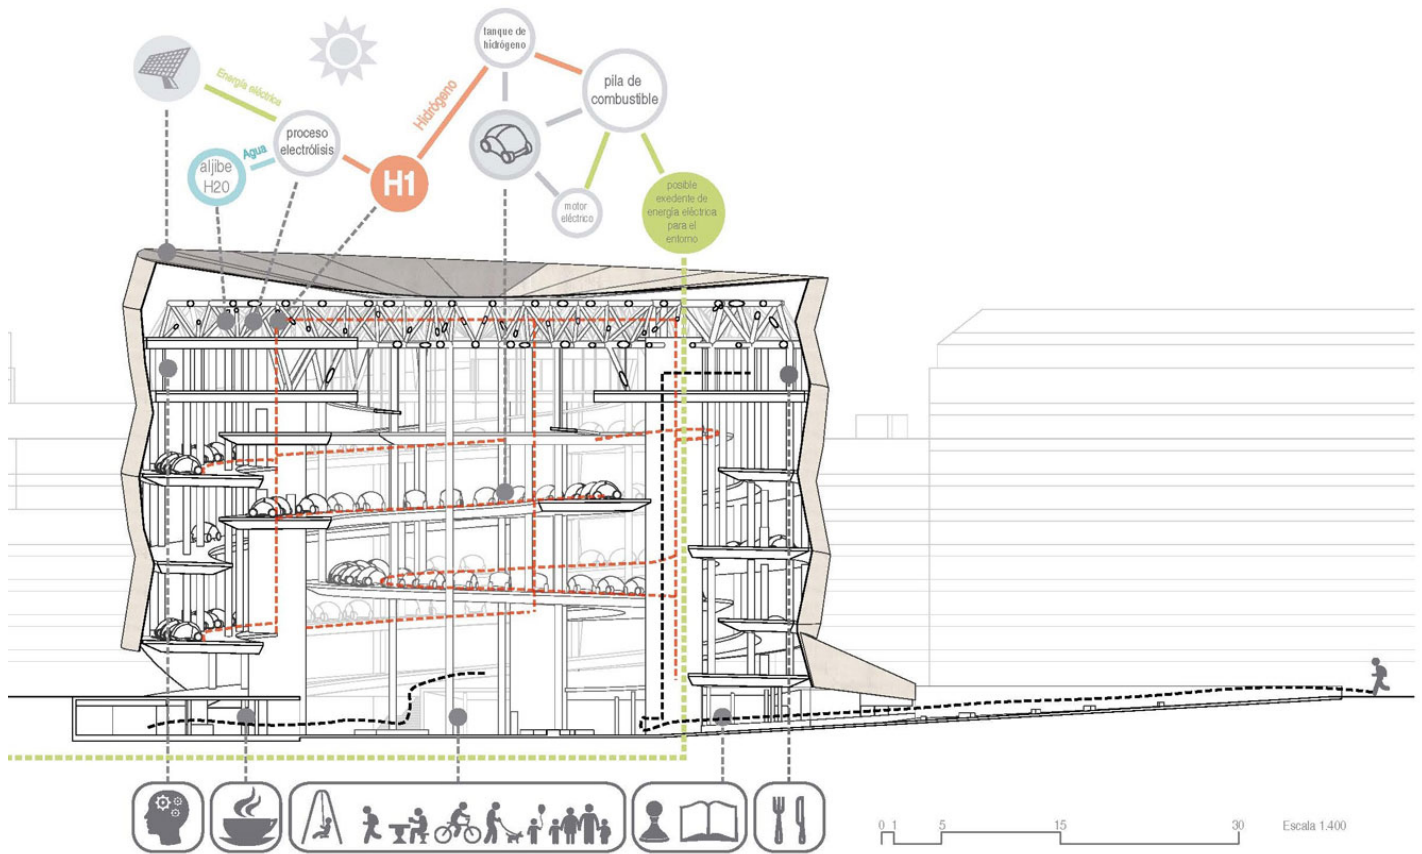 tanque de
hidrógeno
Energía eléctrica
Hidrógeno
pila de
combustible
proceso
electrólisis
Agua
aljibe
H20
H1
motor
eléctrico
posible
exedente de
energía eléctrica
para el
entorno
0 1 5 15 30 Escala 1.400